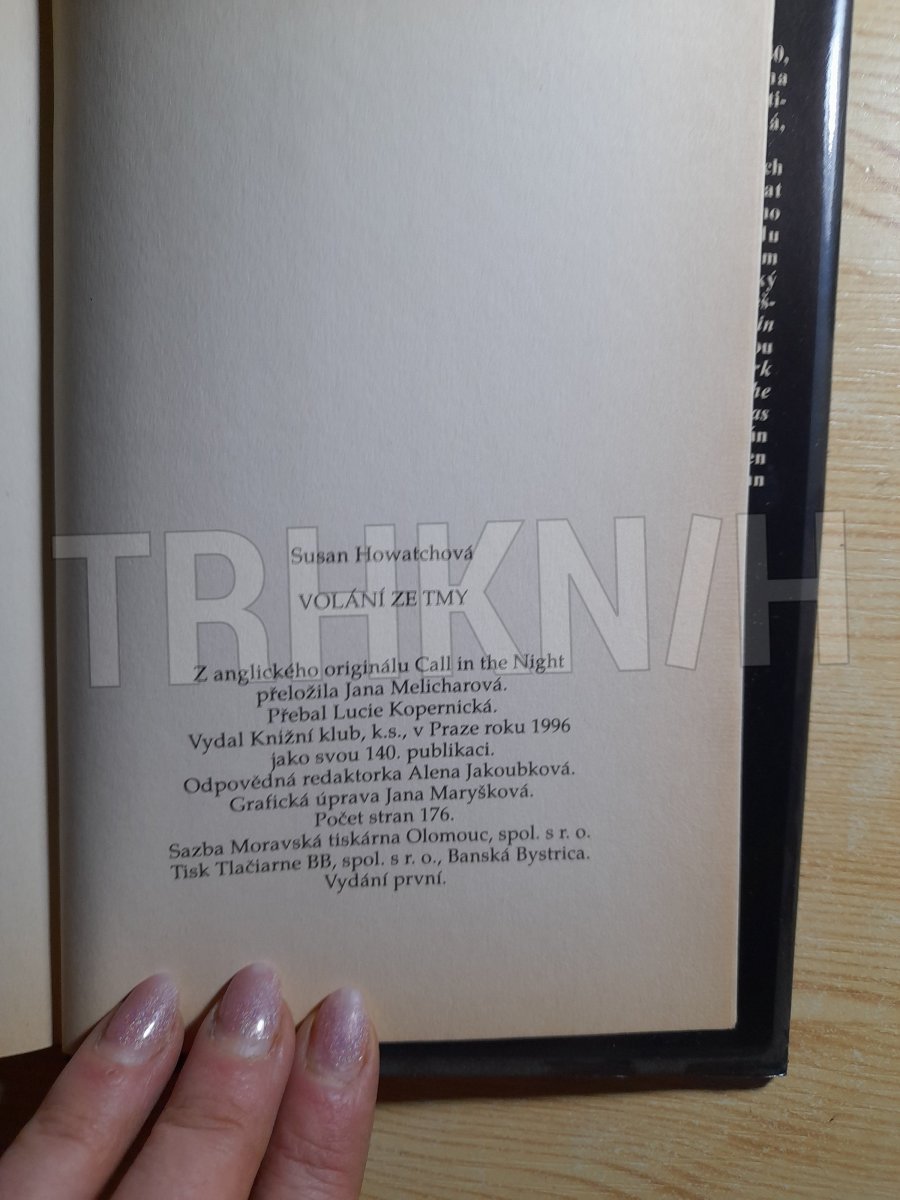 Susan Howatchová
VOLÁNÍ ZE TMY
Z anglického originálu Call in the Night
přeložila Jana Melicharová.
Přebal Lucie Kopernická.
Vydal Knižní klub, k.s., v Praze roku 1996
jako svou 140. publikaci.
Odpovědná redaktorka Alena Jakoubková.
Grafická úprava Jana Maryšková.
Počet stran 176.
Sazba Moravská tiskárna Olomouc, spol. s r. o.
Tisk Tlačiarne BB, spol. s r. o., Banská Bystrica.
Vydání první.
TRHKNIH